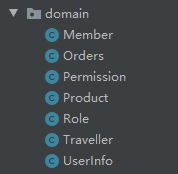 domain
Member
Orders
Permission
Product
Role
Traveller
UserInfo